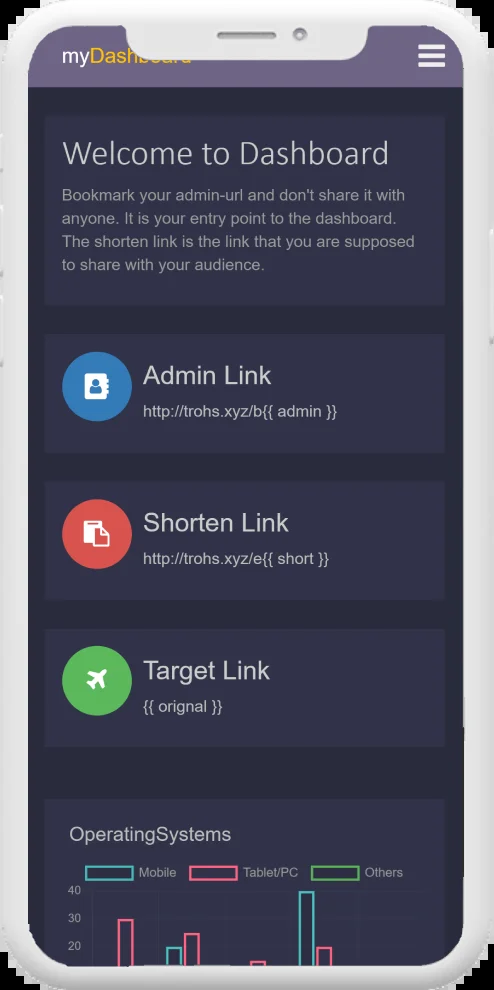 myDashboard
Welcome to Dashboard
Bookmark your admin-url and don't share it with
anyone. It is your entry point to the dashboard.
The shorten link is the link that you are supposed
to share with your audience.
Admin Link
http://trohs.xyz/b{{ admin }}
Shorten Link
http://trohs.xyz/e{{ short }}
Target Link
{{ orignal }}
OperatingSystems
Mobile Tablet/PC Others
40
30
20